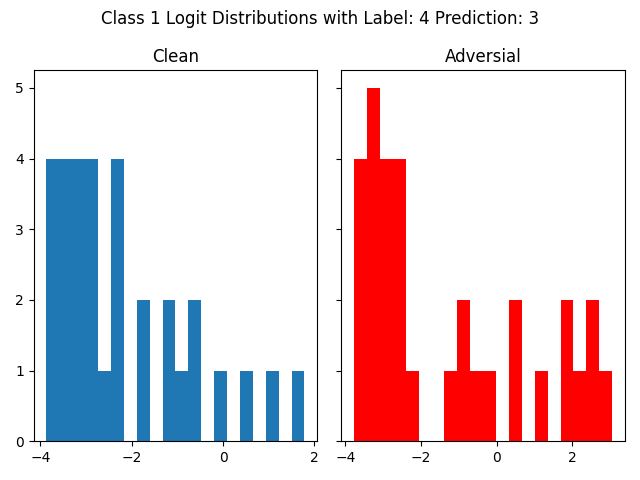 Class 1 Logit Distributions with Label: 4 Prediction: 3
Clean
Adversial
5
4
3
2
1
0
−4 −2 0 2
−4 −2 0 2